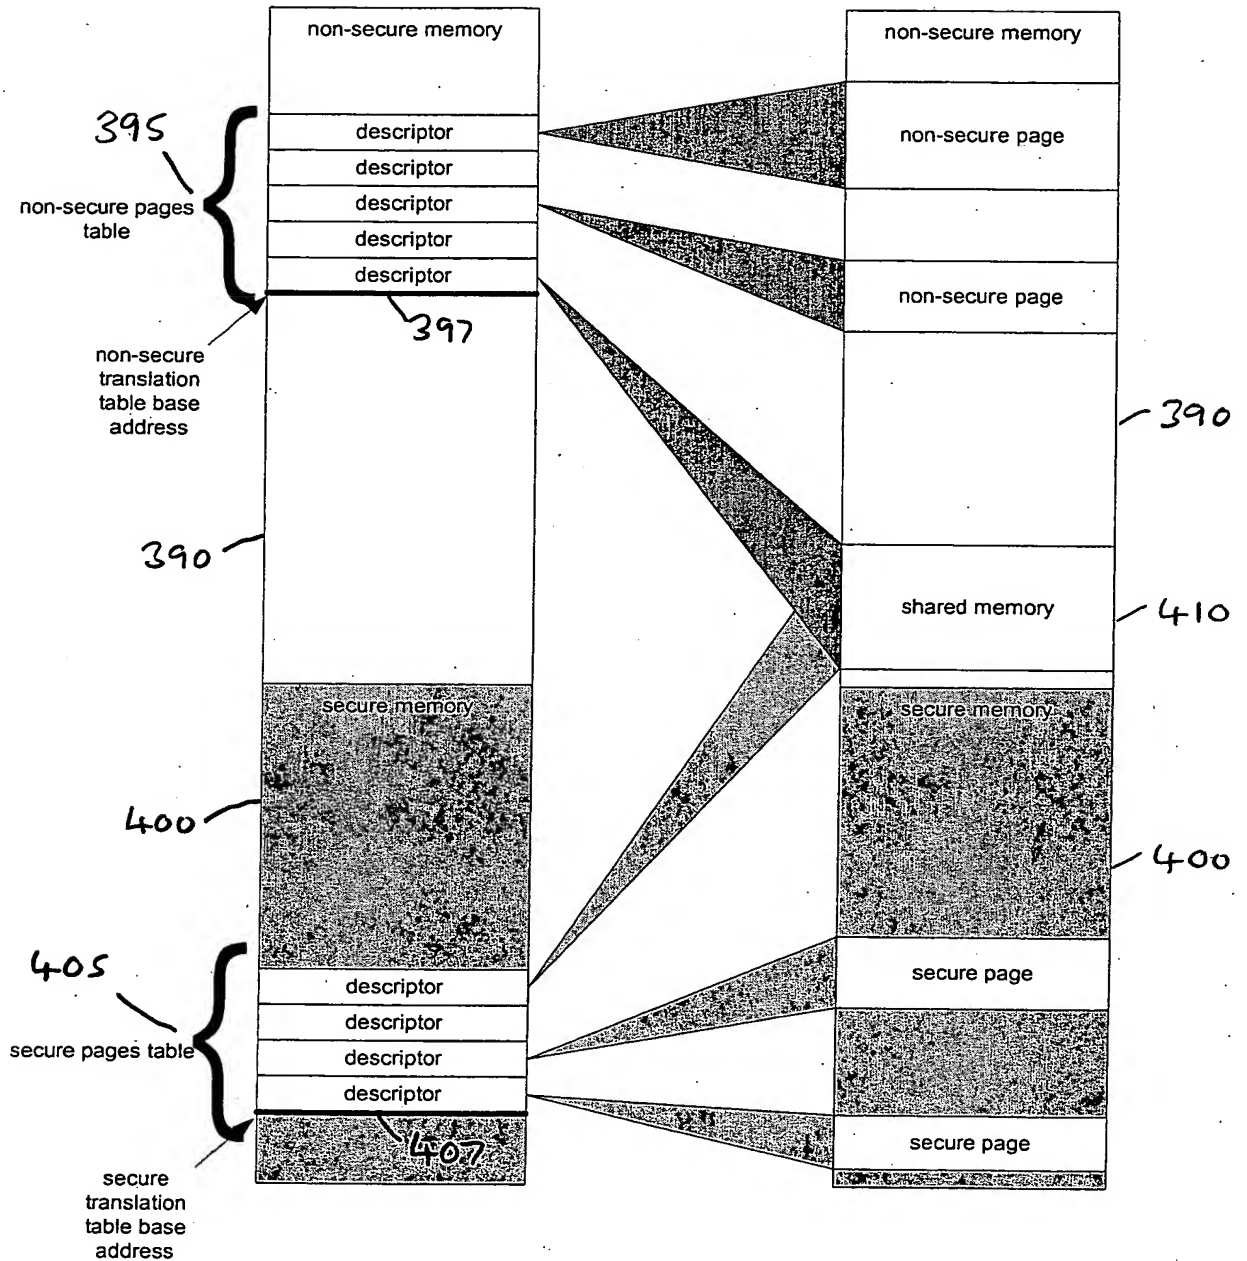 non-secure memory
non-secure memory
395
descriptor
non-secure page
descriptor
non-secure pages
table
descriptor
descriptor
descriptor
non-secure page
397
non-secure
translation
table base
address
390
390
shared memory
410
secure memory
secure memory
400
400
405
descriptor
secure page
descriptor
secure pages table
descriptor
descriptor
407
secure page
secure
translation
table base
address